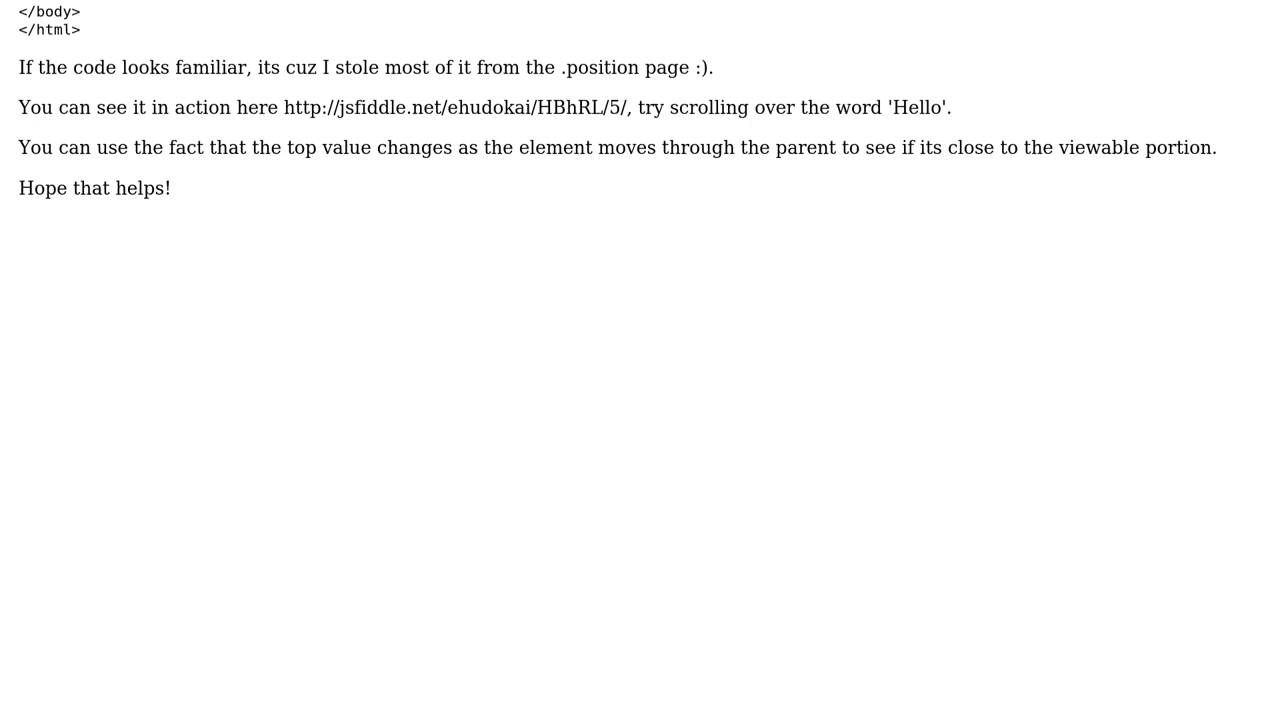 </body>
</html>
If the code looks familiar, its cuz I stole most of it from the .position page :).
You can see it in action here http://jsfiddle.net/ehudokai/HBhRL/5/, try scrolling over the word 'Hello'.
You can use the fact that the top value changes as the element moves through the parent to see if its close to the viewable portion.
Hope that helps!